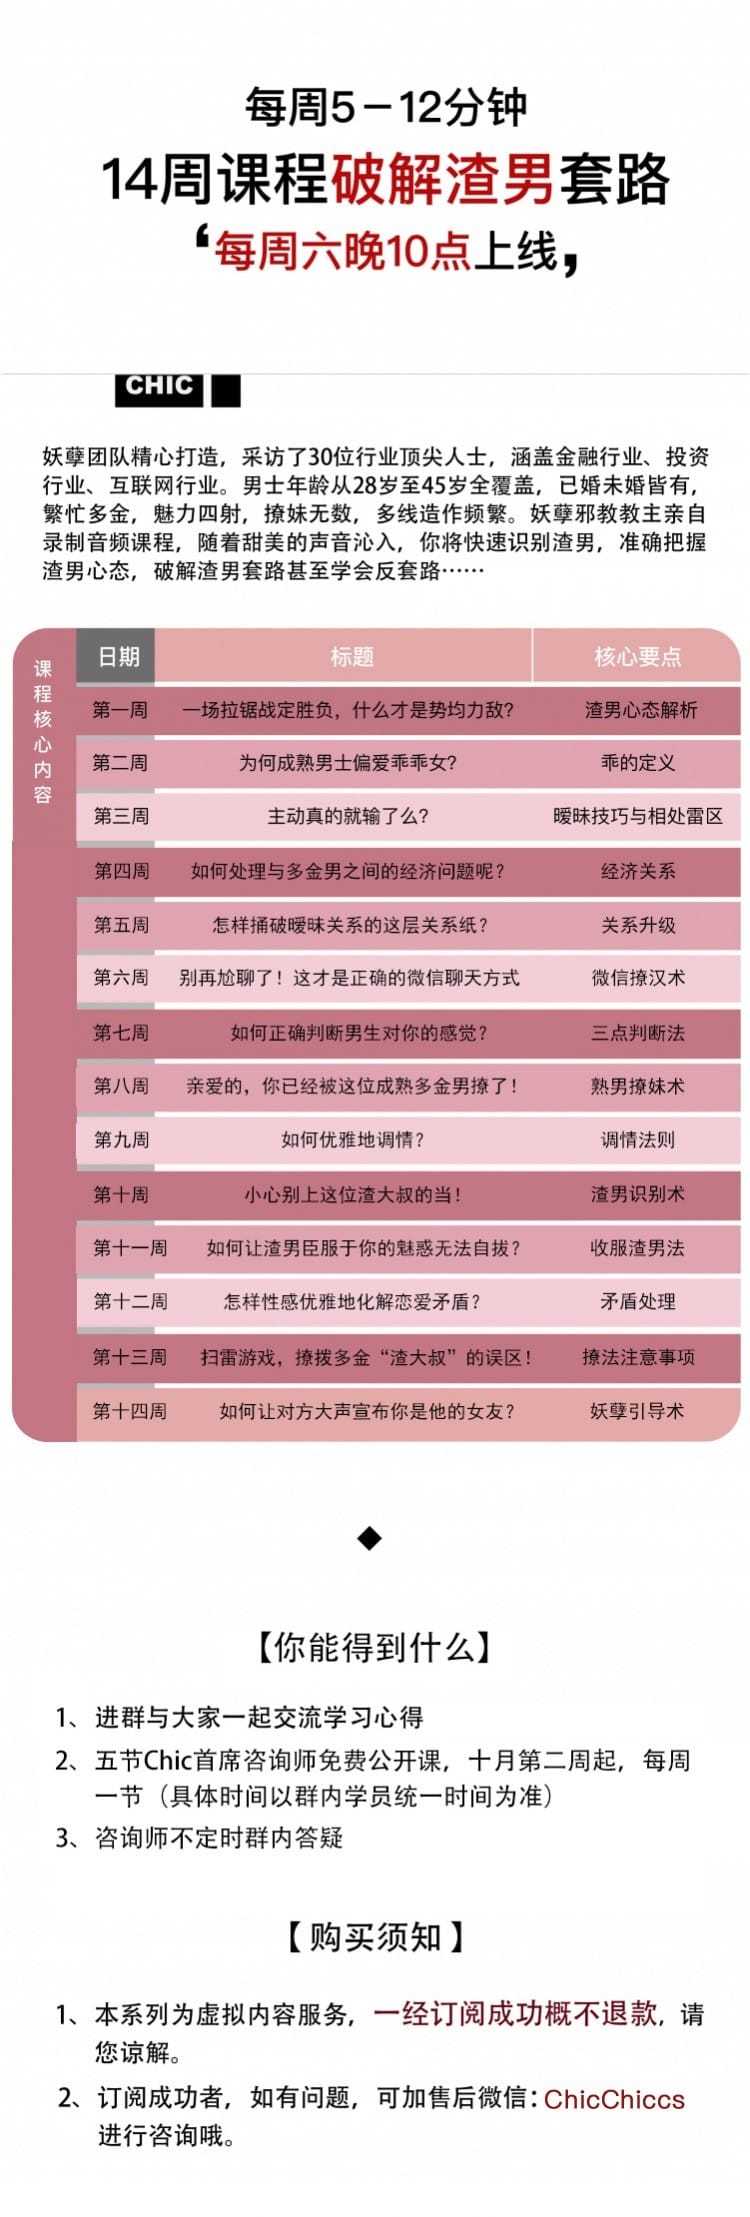 每周5－12分钟
14周课程破解渣男套路
‘每周六晚10点上线，
CHIC
妖孽团队精心打造，采访了30位行业顶尖人士，涵盖金融行业、投资
行业、互联网行业。男士年龄从28岁至45岁全覆盖，已婚未婚皆有，
繁忙多金，魅力四射，撩妹无数，多线造作频繁。妖孽邪教教主亲自
录制音频课程，随着甜美的声音沁入，你将快速识别渣男，准确把握
渣男心态，破解渣男套路甚至学会反套路……
课程核心内容
日期 标题 核心要点
第一周 一场拉锯战定胜负，什么才是势均力敌？ 渣男心态解析
第二周 为何成熟男士偏爱乖乖女？ 乖的定义
第三周 主动真的就输了么？ 暧昧技巧与相处雷区
第四周 如何处理与多金男之间的经济问题呢？ 经济关系
第五周 怎样捅破暧昧关系的这层关系纸？ 关系升级
第六周 别再尬聊了！这才是正确的微信聊天方式 微信撩汉术
第七周 如何正确判断男生对你的感觉？ 三点判断法
第八周 亲爱的，你已经被这位成熟多金男撩了！ 熟男撩妹术
第九周 如何优雅地调情？ 调情法则
第十周 小心别上这位渣大叔的当！ 渣男识别术
第十一周 如何让渣男臣服于你的魅惑无法自拔？ 收服渣男法
第十二周 怎样性感优雅地化解恋爱矛盾？ 矛盾处理
第十三周 扫雷游戏，撩拨多金“渣大叔”的误区！ 撩法注意事项
第十四周 如何让对方大声宣布你是他的女友？ 妖孽引导术
【你能得到什么】
1、进群与大家一起交流学习心得
2、五节Chic首席咨询师免费公开课，十月第二周起，每周
一节（具体时间以群内学员统一时间为准）
3、咨询师不定时群内答疑
【购买须知】
1、本系列为虚拟内容服务，一经订阅成功概不退款，请
您谅解。
2、订阅成功者，如有问题，可加售后微信：ChicChiccs
进行咨询哦。